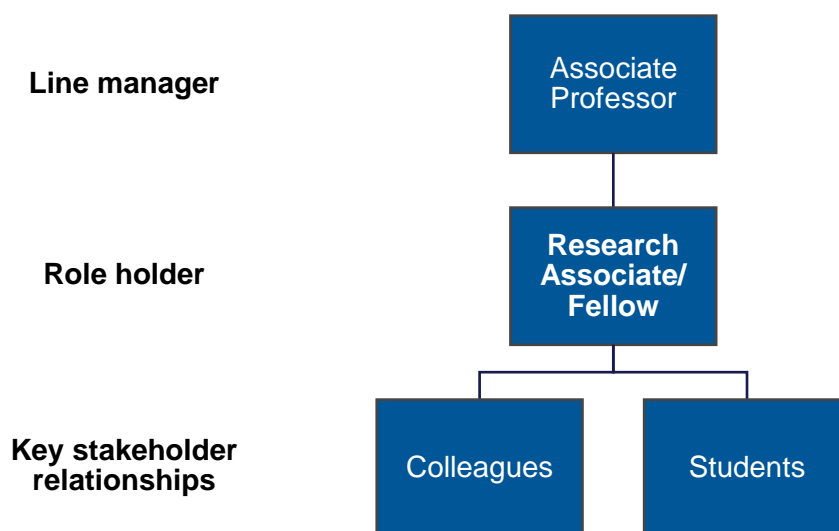 Line manager
Associate
Professor
Role holder
Research
Associate/
Fellow
Key stakeholder
relationships
Colleagues
Students